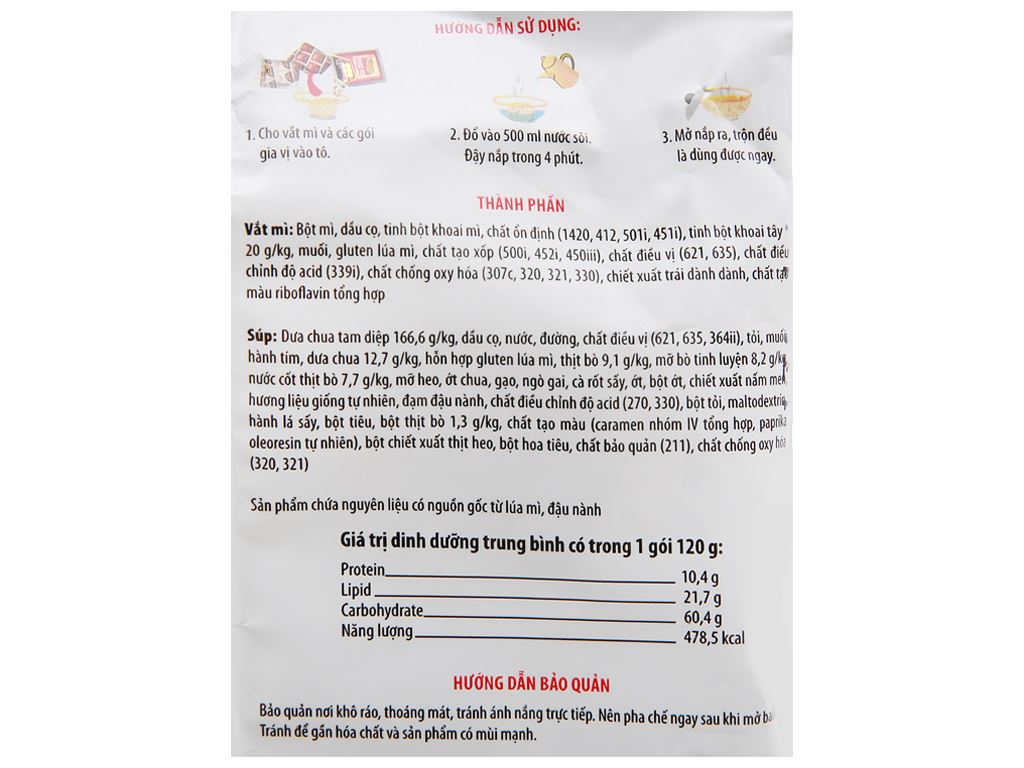 HƯỚNG DẪN SỬ DỤNG:
1. Cho vắt mì và các gói
gia vị vào tô.
2. Đổ vào 500 ml nước sôi.
Đậy nắp trong 4 phút.
3. Mở nắp ra, trộn đều
là dùng được ngay.
THÀNH PHẦN
Vắt mì: Bột mì, dầu cọ, tinh bột khoai mì, chất ổn định (1420, 412, 501i, 451i), tinh bột khoai tây
20 g/kg, muối, gluten lúa mì, chất tạo xốp (500i, 452i, 450iii), chất điều vị (621, 635), chất điều
chỉnh độ acid (339i), chất chống oxy hóa (307c, 320, 321, 330), chiết xuất trái dành dành, chất tạo
màu riboflavin tổng hợp
Súp: Dưa chua tam diệp 166,6 g/kg, dầu cọ, nước, đường, chất điều vị (621, 635, 364ii), tỏi, muối,
hành tím, dưa chua 12,7 g/kg, hỗn hợp gluten lúa mì, thịt bò 9,1 g/kg, mỡ bò tinh luyện 8,2 g/kg,
nước cốt thịt bò 7,7 g/kg, mỡ heo, ớt chua, gạo, ngò gai, cà rốt sấy, ớt, bột ớt, chiết xuất nấm men,
hương liệu giống tự nhiên, đạm đậu nành, chất điều chỉnh độ acid (270, 330), bột tỏi, maltodextrin,
hành lá sấy, bột tiêu, bột thịt bò 1,3 g/kg, chất tạo màu (caramen nhóm IV tổng hợp, paprika
oleoresin tự nhiên), bột chiết xuất thịt heo, bột hoa tiêu, chất bảo quản (211), chất chống oxy hóa
(320, 321)
Sản phẩm chứa nguyên liệu có nguồn gốc từ lúa mì, đậu nành
Giá trị dinh dưỡng trung bình có trong 1 gói 120 g:
Protein 10,4 g
Lipid 21,7 g
Carbohydrate 60,4 g
Năng lượng 478,5 kcal
HƯỚNG DẪN BẢO QUẢN
Bảo quản nơi khô ráo, thoáng mát, tránh ánh nắng trực tiếp. Nên pha chế ngay sau khi mở
Tránh để gần hóa chất và sản phẩm có mùi mạnh.